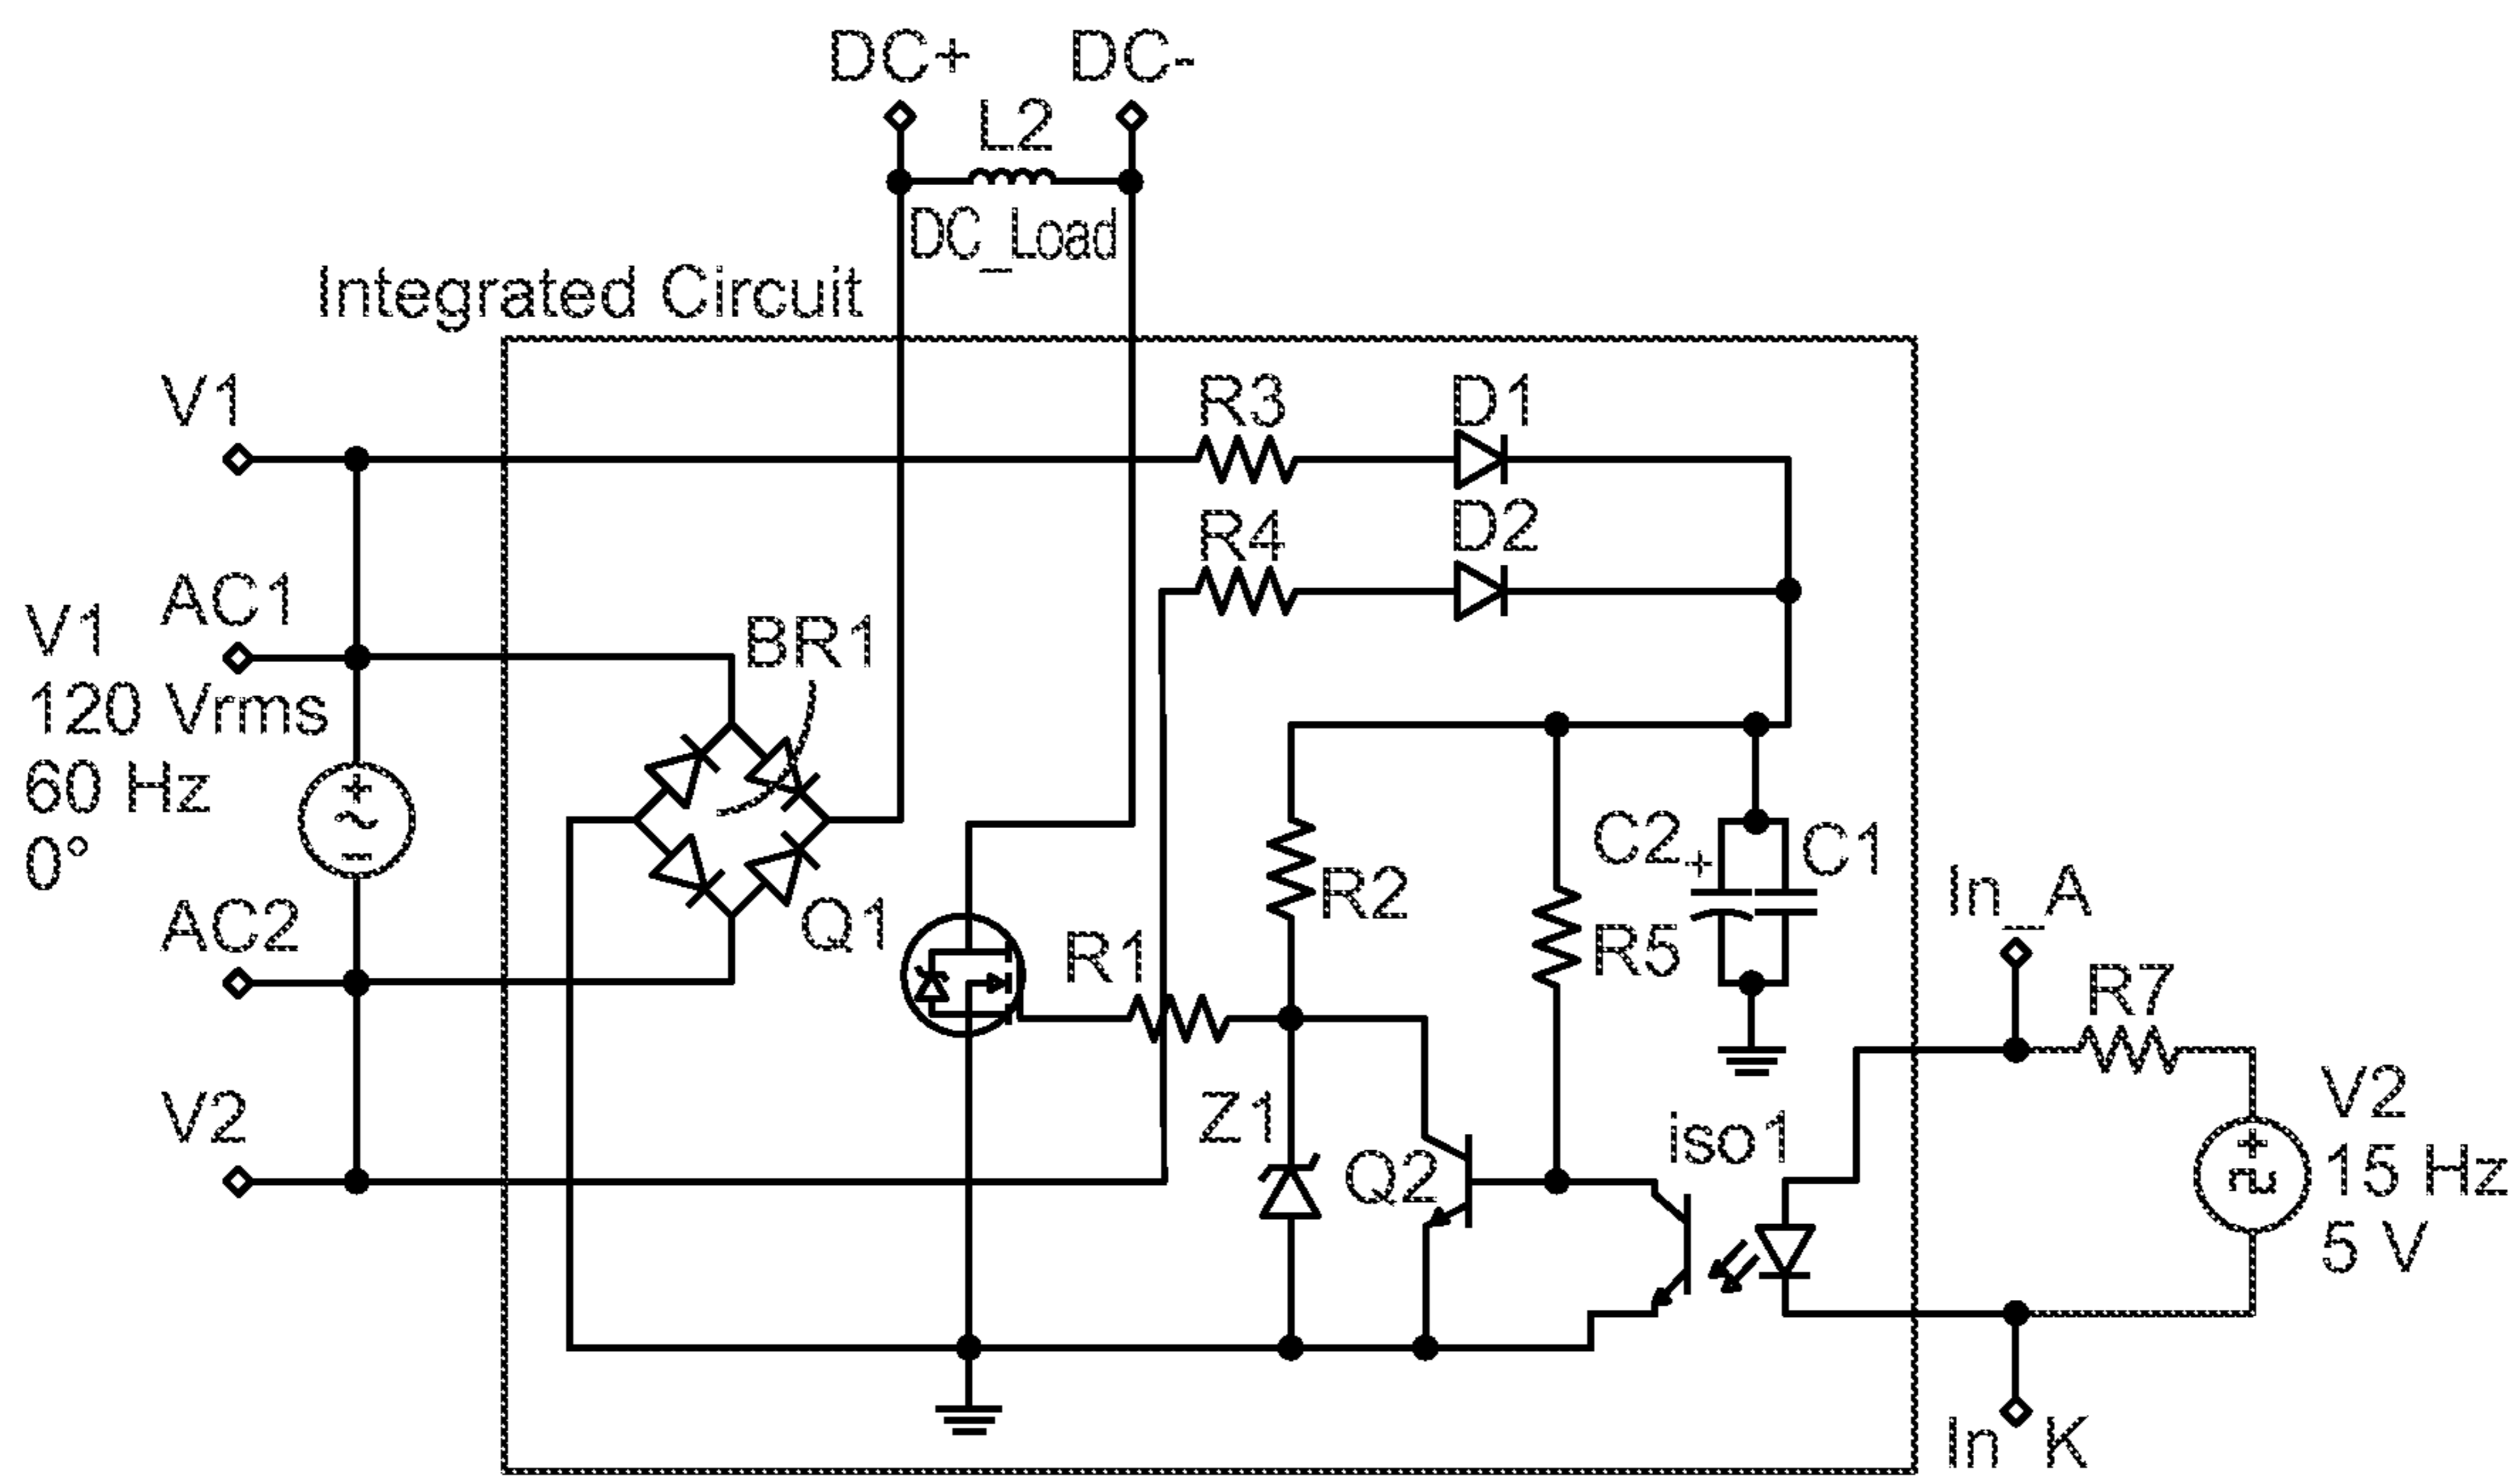 DC+ DC-
L2
DC_Load
Integrated Circuit
V1
R3 D1
R4 D2
AC1
V1
120 Vrms
60 Hz
0°
BR1
AC2
Q1
R1
R2
R5
C2 + C1
In_A
R7
V2
Z1
Q2
iso1
V2
15 Hz
5 V
In K